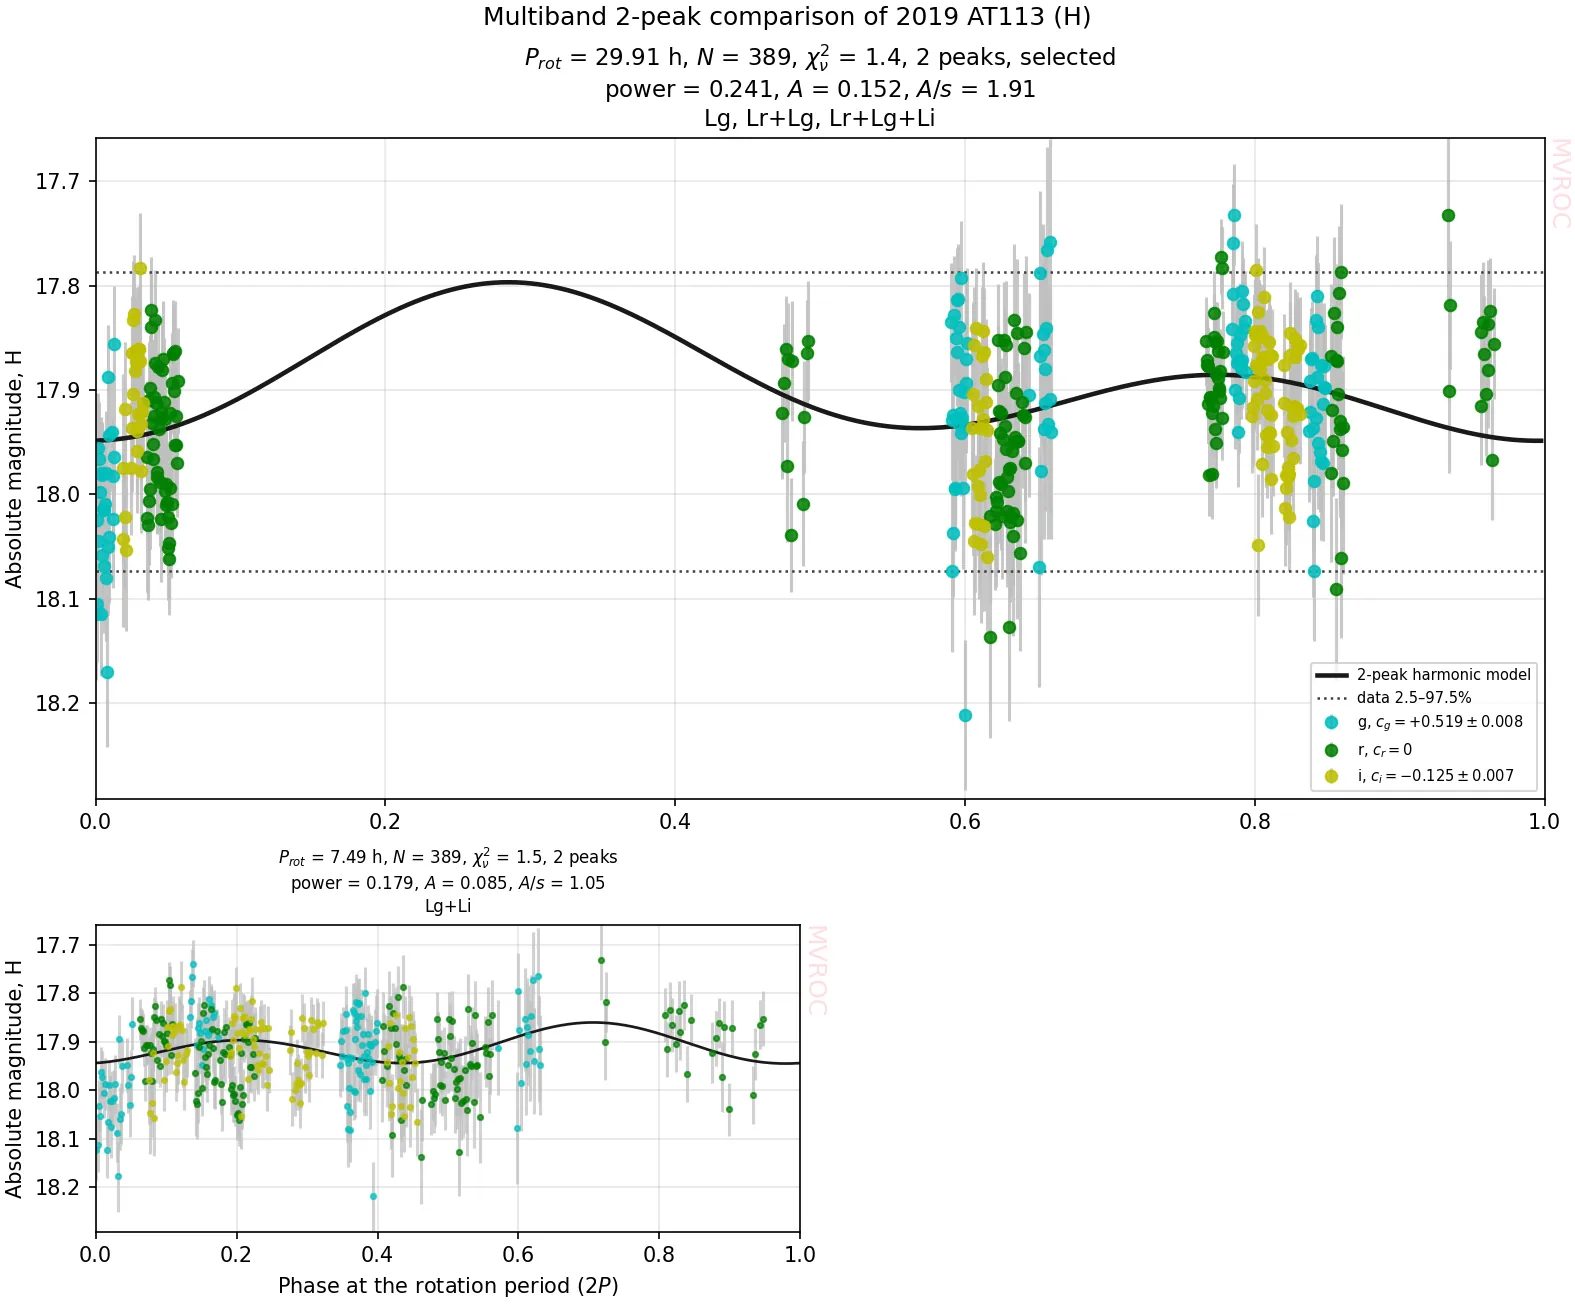 Multiband 2-peak comparison of 2019 AT113 (H)
P_rot = 29.91 h, N = 389, χ²_ν = 1.4, 2 peaks, selected
power = 0.241, A = 0.152, A/s = 1.91
Lg, Lr+Lg, Lr+Lg+Li
MVROC
Absolute magnitude, H
17.7
17.8
17.9
18.0
18.1
18.2
2-peak harmonic model
data 2.5–97.5%
g, c_g = +0.519 ± 0.008
r, c_r = 0
i, c_i = −0.125 ± 0.007
0.0 0.2 0.4 0.6 0.8 1.0
P_rot = 7.49 h, N = 389, χ²_ν = 1.5, 2 peaks
power = 0.179, A = 0.085, A/s = 1.05
Lg+Li
MVROC
Absolute magnitude, H
17.7
17.8
17.9
18.0
18.1
18.2
0.0 0.2 0.4 0.6 0.8 1.0
Phase at the rotation period (2P)